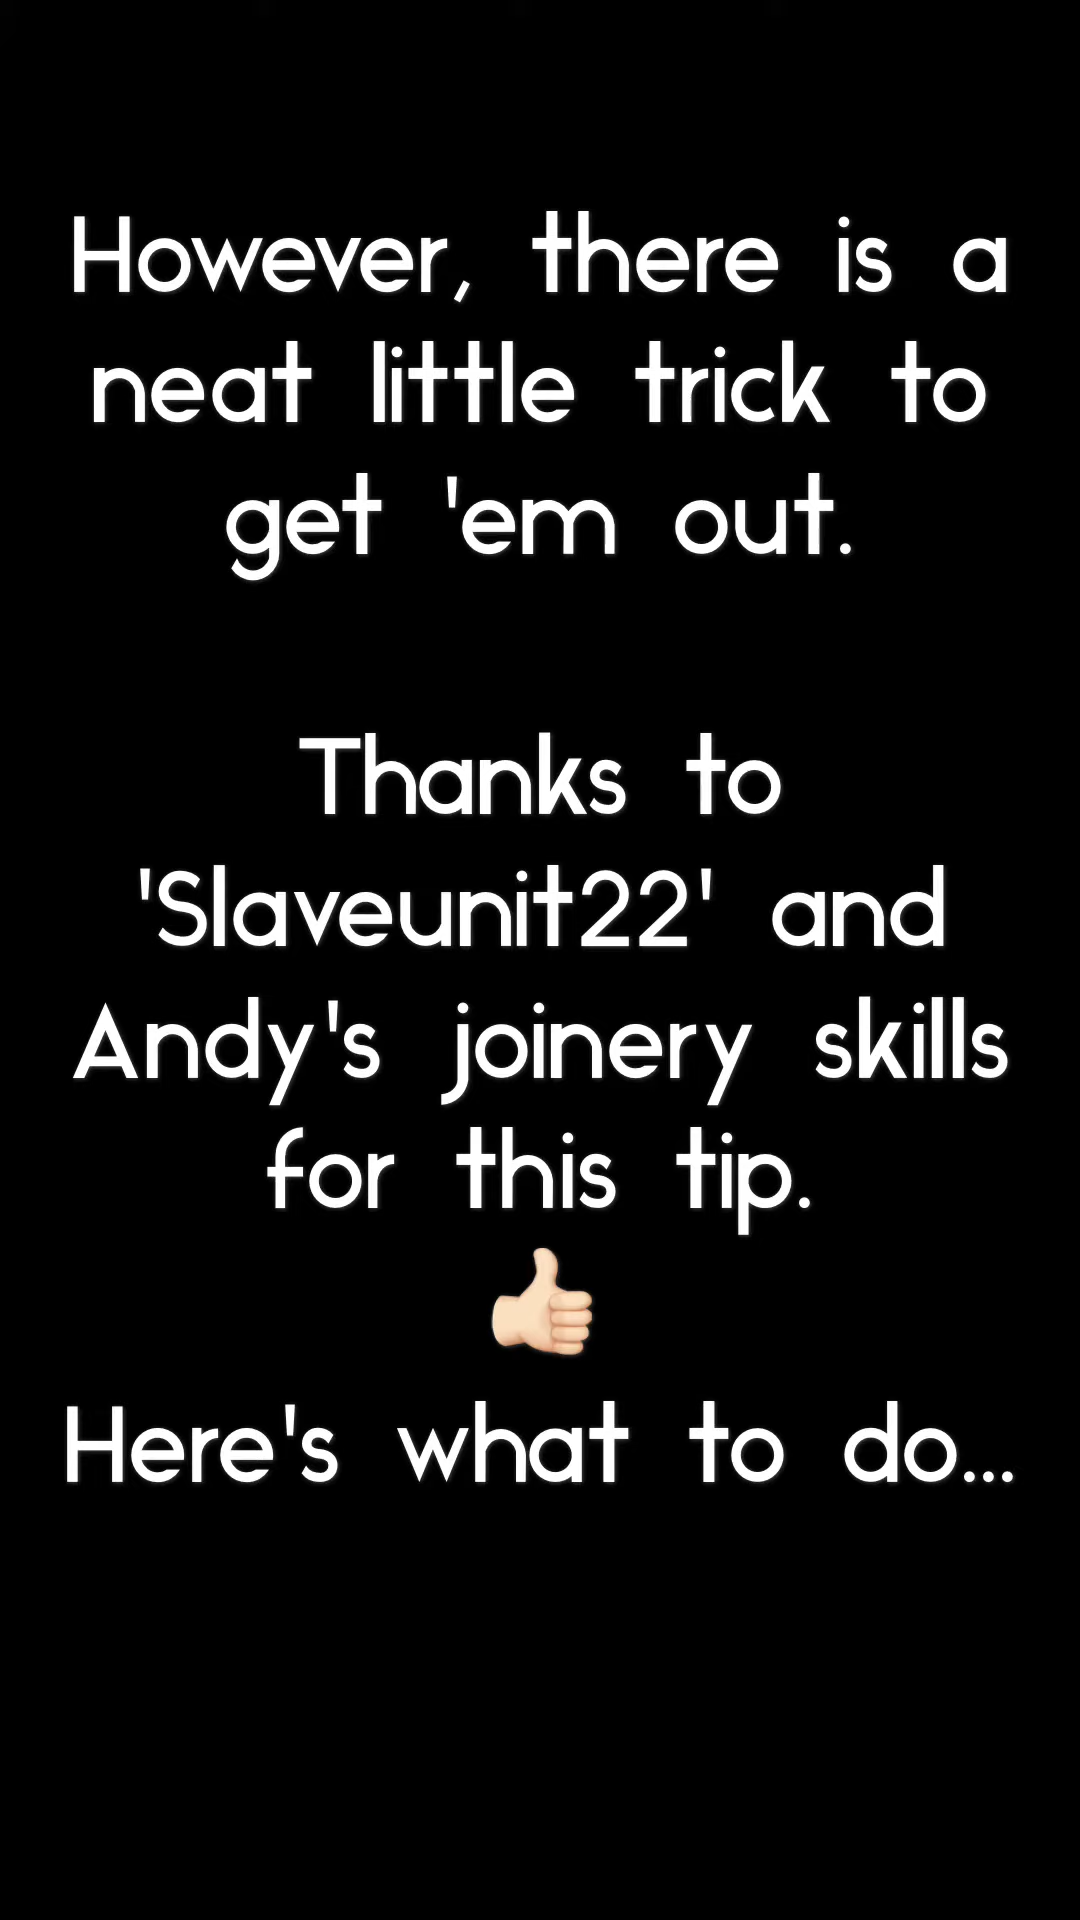 However, there is a
neat little trick to
get 'em out.
Thanks to
'Slaveunit22' and
Andy's joinery skills
for this tip.
👍🏻
Here's what to do...